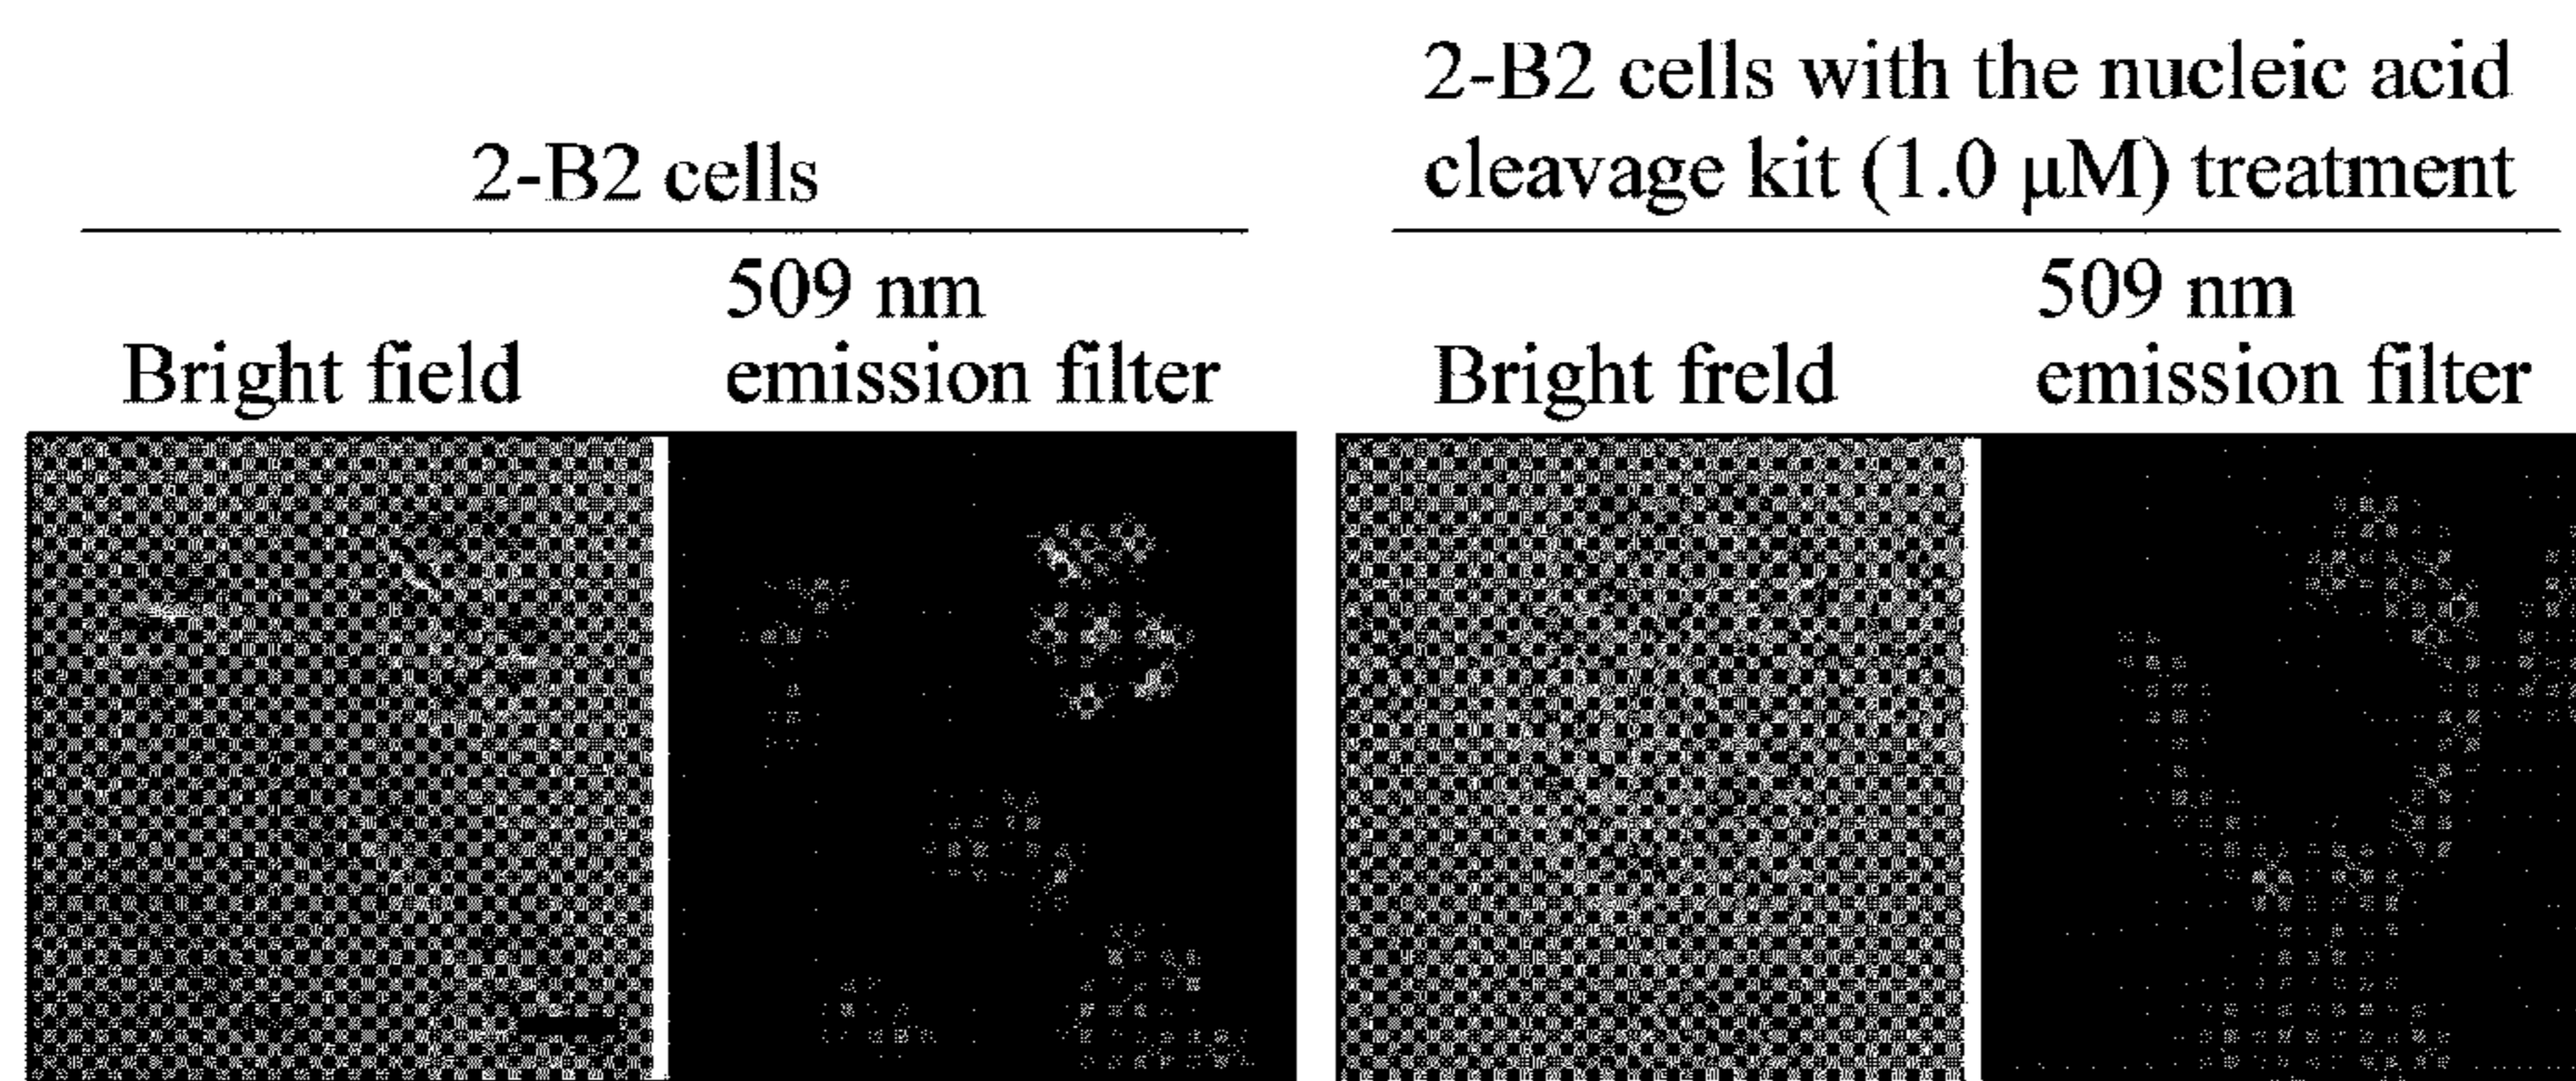 2-B2 cells
Bright field
509 nm
emission filter
2-B2 cells with the nucleic acid
cleavage kit (1.0 μM) treatment
Bright freld
509 nm
emission filter